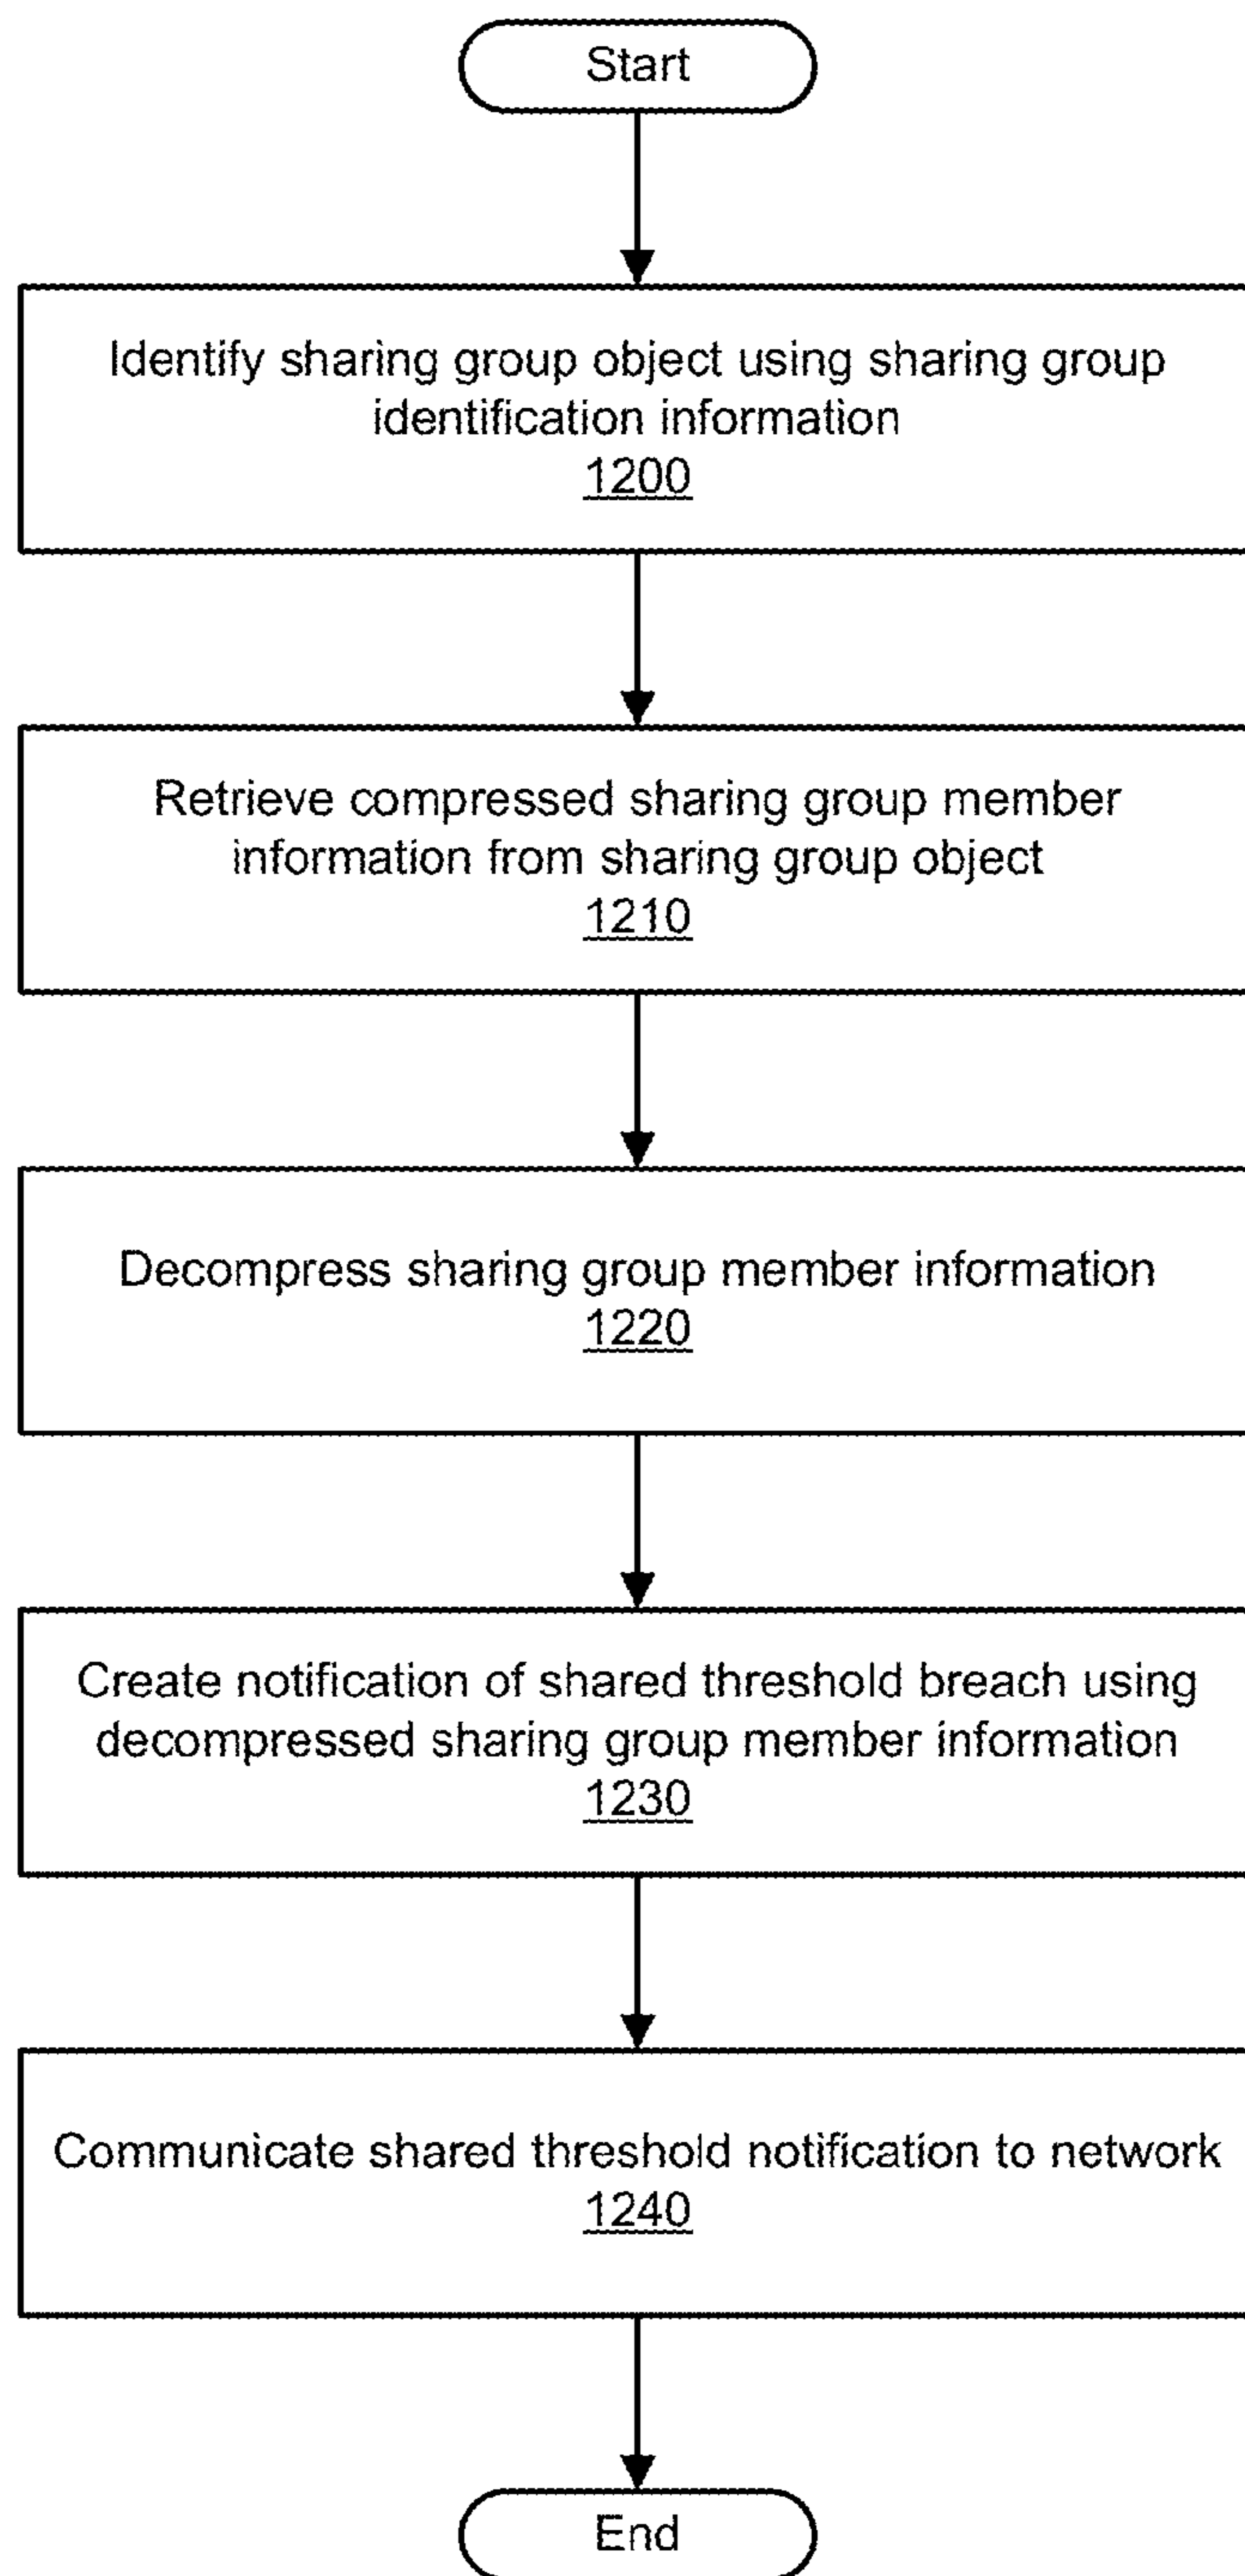 Start
Identify sharing group object using sharing group
identification information
1200
Retrieve compressed sharing group member
information from sharing group object
1210
Decompress sharing group member information
1220
Create notification of shared threshold breach using
decompressed sharing group member information
1230
Communicate shared threshold notification to network
1240
End